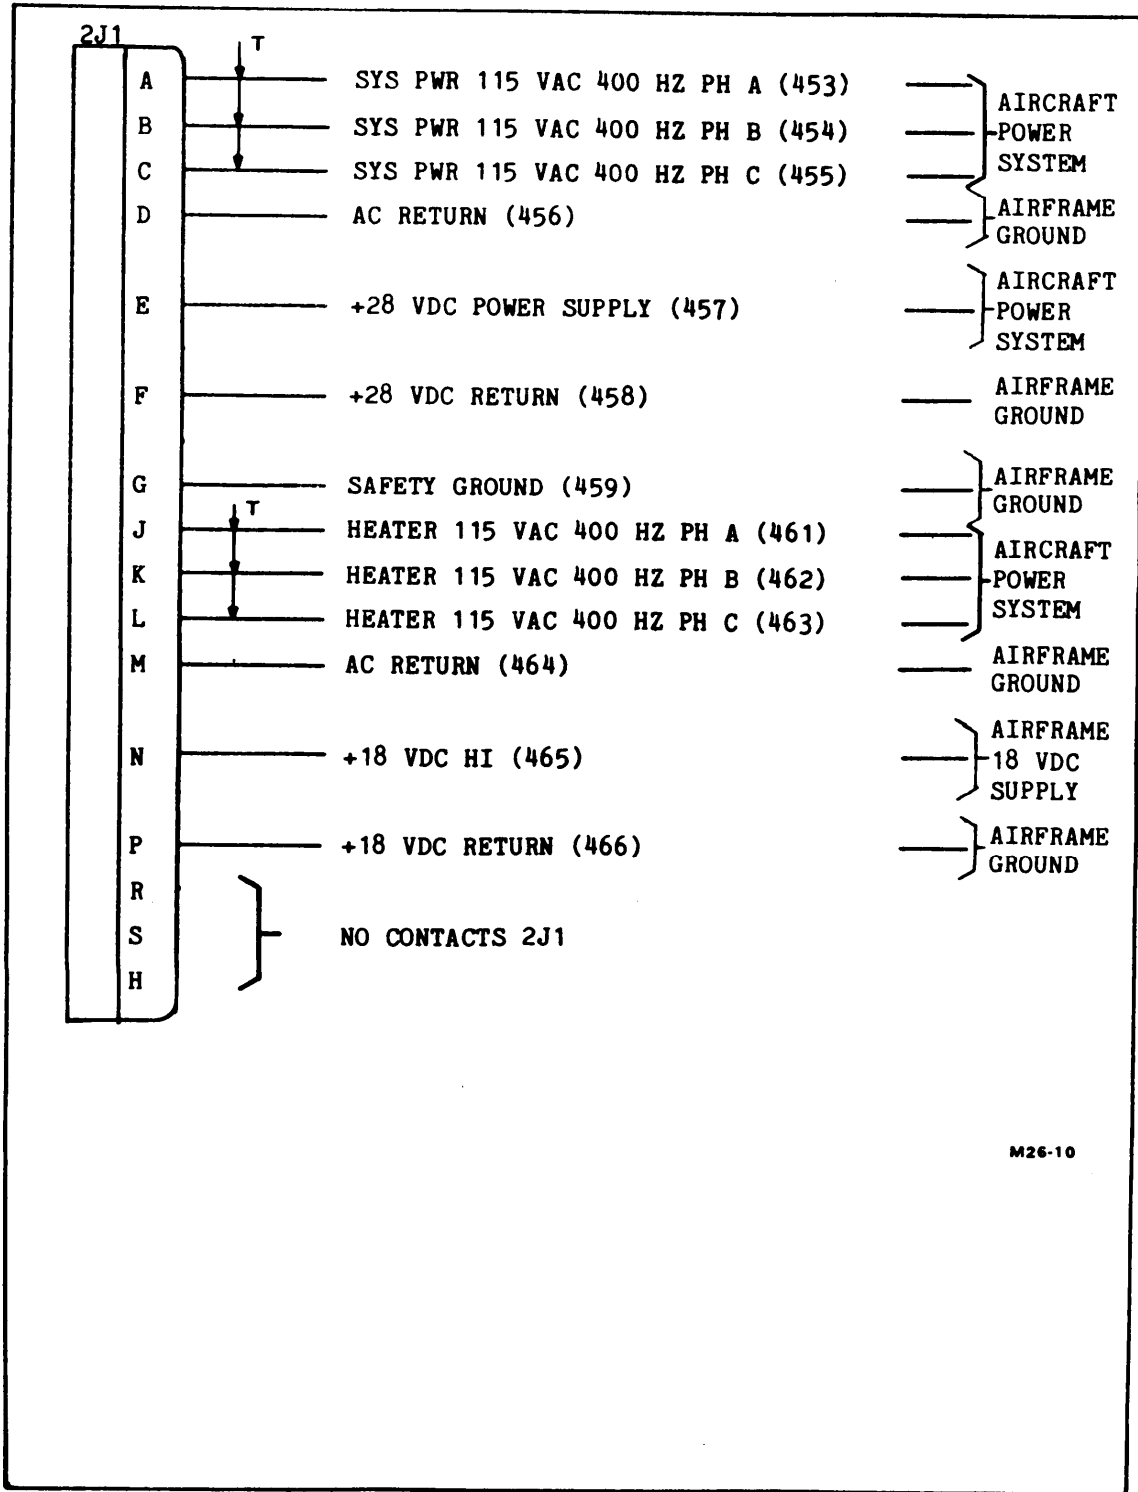 2J1
T
A SYS PWR 115 VAC 400 HZ PH A (453)
B SYS PWR 115 VAC 400 HZ PH B (454)
C SYS PWR 115 VAC 400 HZ PH C (455)
AIRCRAFT
POWER
SYSTEM
D AC RETURN (456)
AIRFRAME
GROUND
E +28 VDC POWER SUPPLY (457)
AIRCRAFT
POWER
SYSTEM
F +28 VDC RETURN (458)
AIRFRAME
GROUND
G SAFETY GROUND (459)
AIRFRAME
GROUND
T
J HEATER 115 VAC 400 HZ PH A (461)
K HEATER 115 VAC 400 HZ PH B (462)
L HEATER 115 VAC 400 HZ PH C (463)
AIRCRAFT
POWER
SYSTEM
M AC RETURN (464)
AIRFRAME
GROUND
N +18 VDC HI (465)
AIRFRAME
18 VDC
SUPPLY
P +18 VDC RETURN (466)
AIRFRAME
GROUND
R
S NO CONTACTS 2J1
H
M26-10